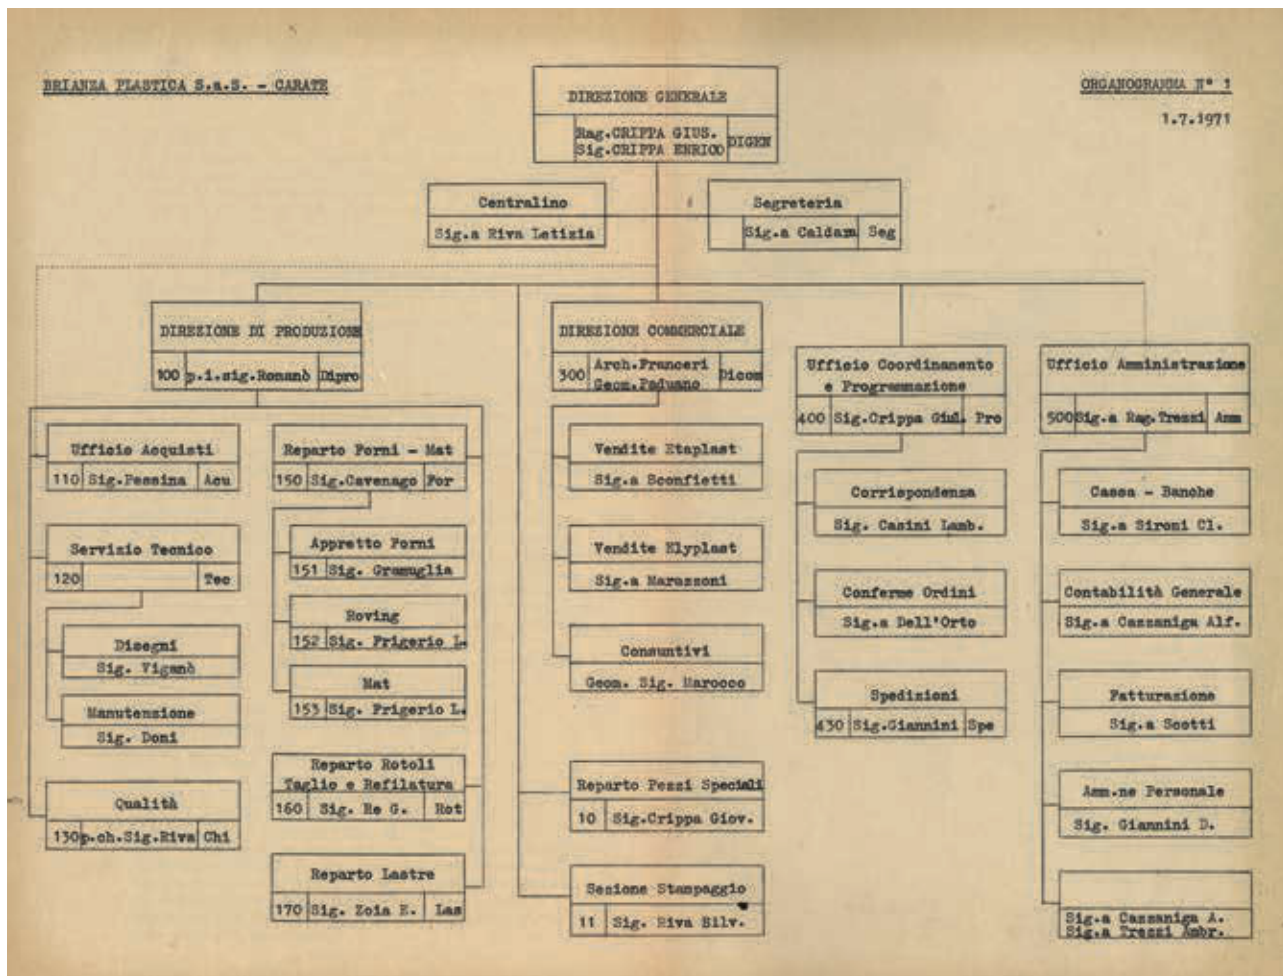 BRIANZA PLASTICA S.a.S. - CARATE
ORGANOGRAMMA N° 1
1.7.1971
DIREZIONE GENERALE
Rag.CRIPPA GIUS.
Sig.CRIPPA ENRICO
DIGEN
Centralino
Sig.a Riva Letizia
Segreteria
Sig.a Caldam Seg
DIREZIONE DI PRODUZIONE
100 p.i.sig.Romanò Dipro
Ufficio Acquisti
110 Sig.Pessina Acu
Servizio Tecnico
120 Tec
Disegni
Sig. Viganò
Manutenzione
Sig. Doni
Qualità
130 p.ch.Sig.Riva Chi
Reparto Forni - Mat
150 Sig.Cavenago For
Appretto Forni
151 Sig. Gramuglia
Roving
152 Sig. Frigerio L.
Mat
153 Sig. Frigerio L.
Reparto Rotoli
Taglio e Refilatura
160 Sig. Re G. Rot
Reparto Lastre
170 Sig. Zoia E. Las
DIREZIONE COMMERCIALE
300 Arch.Franceri Dicom
Geom.Paduano
Vendite Etaplast
Sig.a Sconfietti
Vendite Elyplast
Sig.a Marazzoni
Consuntivi
Geom. Sig. Marocco
Reparto Pezzi Speciali
10 Sig.Crippa Giov.
Sezione Stampaggio
11 Sig. Riva Silv.
Ufficio Coordinamento
e Programmazione
400 Sig.Crippa Giul. Pro
Corrispondenza
Sig. Casini Lamb.
Conferme Ordini
Sig.a Dell'Orto
Spedizioni
430 Sig.Giannini Spe
Ufficio Amministrazione
500 Sig.a Rag.Trezzi Amm
Cassa - Banche
Sig.a Sironi Cl.
Contabilità Generale
Sig.a Cazzaniga Alf.
Fatturazione
Sig.a Scotti
Amm.ne Personale
Sig. Giannini D.
Sig.a Cazzaniga A.
Sig.a Trezzi Ambr.